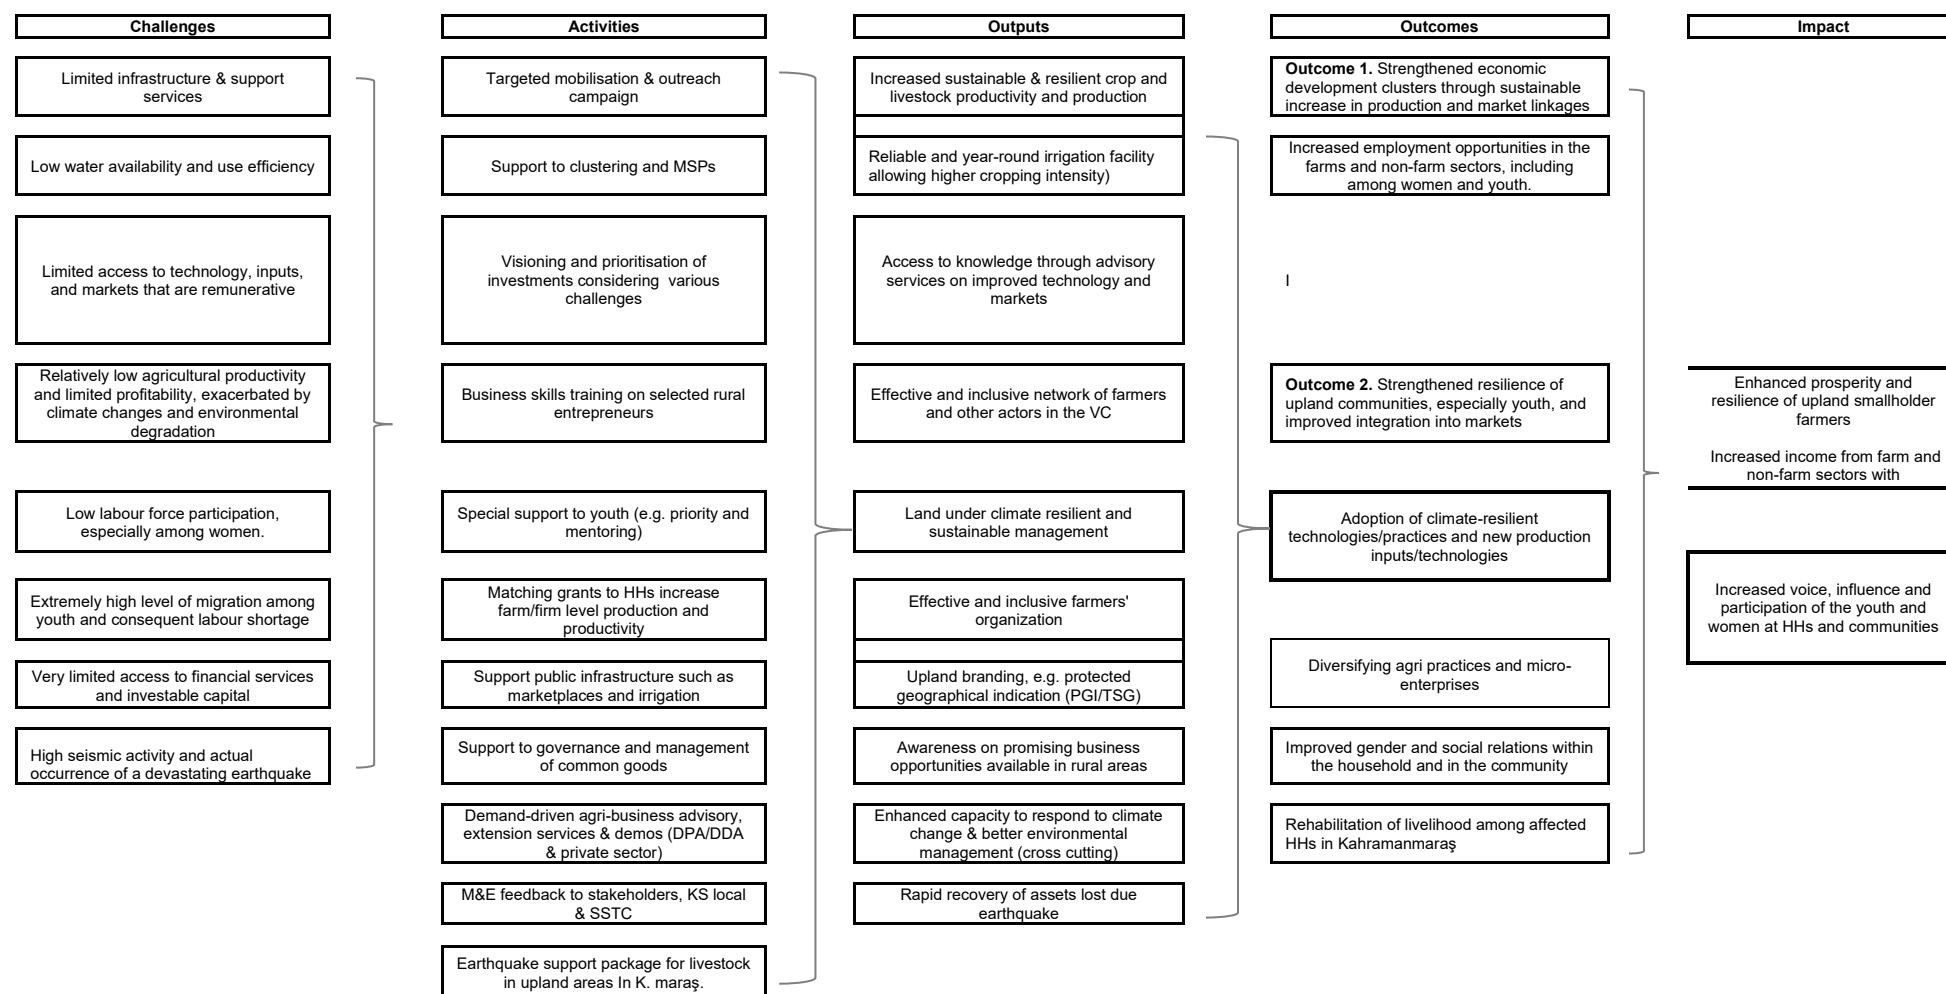 Challenges
Limited infrastructure & support
services
Low water availability and use efficiency
Limited access to technology, inputs,
and markets that are remunerative
Relatively low agricultural productivity
and limited profitability, exacerbated by
climate changes and environmental
degradation
Low labour force participation,
especially among women.
Extremely high level of migration among
youth and consequent labour shortage
Very limited access to financial services
and investable capital
High seismic activity and actual
occurrence of a devastating earthquake
Activities
Targeted mobilisation & outreach
campaign
Support to clustering and MSPs
Visioning and prioritisation of
investments considering  various
challenges
Business skills training on selected rural
entrepreneurs
Special support to youth (e.g. priority and
mentoring)
Matching grants to HHs increase
farm/firm level production and
productivity
Support public infrastructure such as
marketplaces and irrigation
Support to governance and management
of common goods
Demand-driven agri-business advisory,
extension services & demos (DPA/DDA
& private sector)
M&E feedback to stakeholders, KS local
& SSTC
Earthquake support package for livestock
in upland areas In K. maraş.
Outputs
Increased sustainable & resilient crop and
livestock productivity and production
Reliable and year-round irrigation facility
allowing higher cropping intensity)
Access to knowledge through advisory
services on improved technology and
markets
Effective and inclusive network of farmers
and other actors in the VC
Land under climate resilient and
sustainable management
Effective and inclusive farmers'
organization
Upland branding, e.g. protected
geographical indication (PGI/TSG)
Awareness on promising business
opportunities available in rural areas
Enhanced capacity to respond to climate
change & better environmental
management (cross cutting)
Rapid recovery of assets lost due
earthquake
Outcomes
Outcome 1. Strengthened economic
development clusters through sustainable
increase in production and market linkages
Increased employment opportunities in the
farms and non-farm sectors, including
among women and youth.
I
Outcome 2. Strengthened resilience of
upland communities, especially youth, and
improved integration into markets
Adoption of climate-resilient
technologies/practices and new production
inputs/technologies
Diversifying agri practices and micro-
enterprises
Improved gender and social relations within
the household and in the community
Rehabilitation of livelihood among affected
HHs in Kahramanmaraş
Impact
Enhanced prosperity and
resilience of upland smallholder
farmers
Increased income from farm and
non-farm sectors with
Increased voice, influence and
participation of the youth and
women at HHs and communities